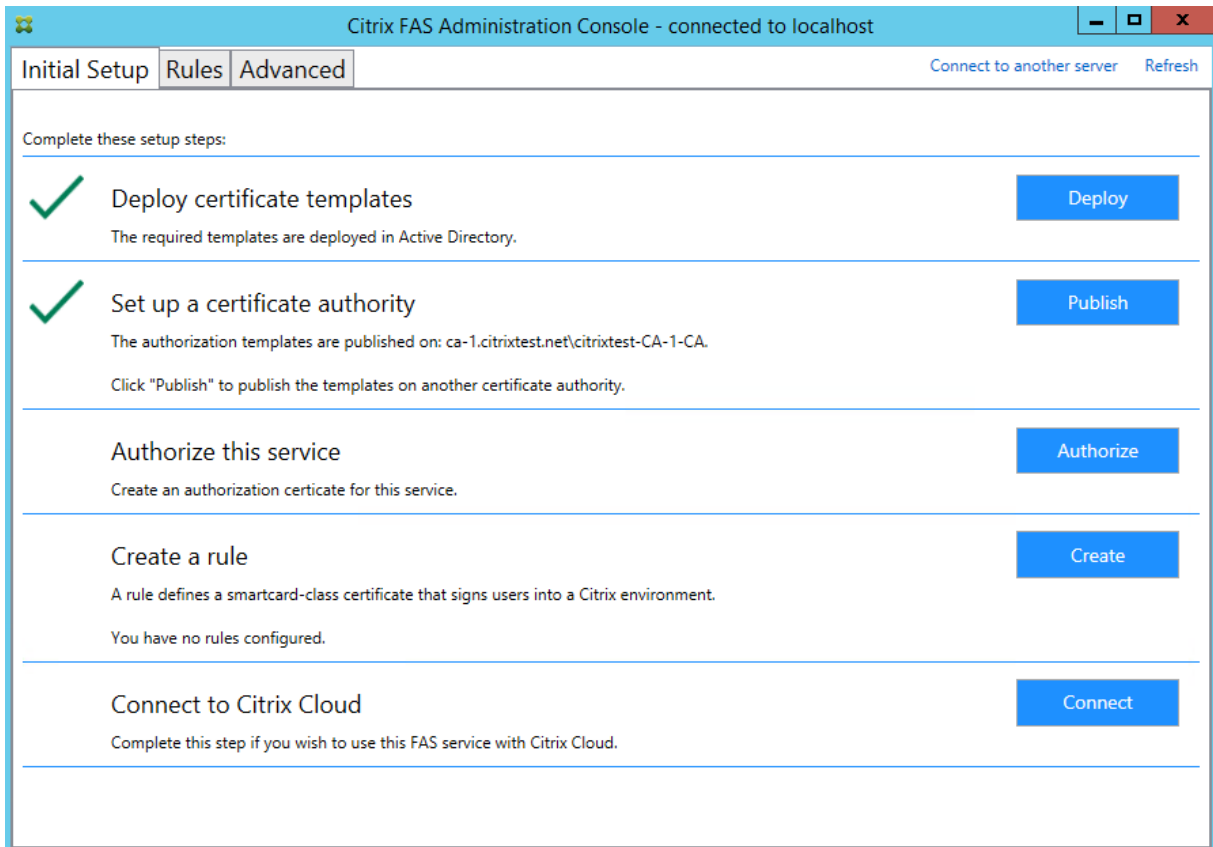 Citrix FAS Administration Console - connected to localhost
Initial Setup Rules Advanced Connect to another server Refresh
Complete these setup steps:
Deploy certificate templates Deploy
The required templates are deployed in Active Directory.
Set up a certificate authority Publish
The authorization templates are published on: ca-1.citrixtest.net\citrixtest-CA-1-CA.
Click "Publish" to publish the templates on another certificate authority.
Authorize this service Authorize
Create an authorization certicate for this service.
Create a rule Create
A rule defines a smartcard-class certificate that signs users into a Citrix environment.
You have no rules configured.
Connect to Citrix Cloud Connect
Complete this step if you wish to use this FAS service with Citrix Cloud.